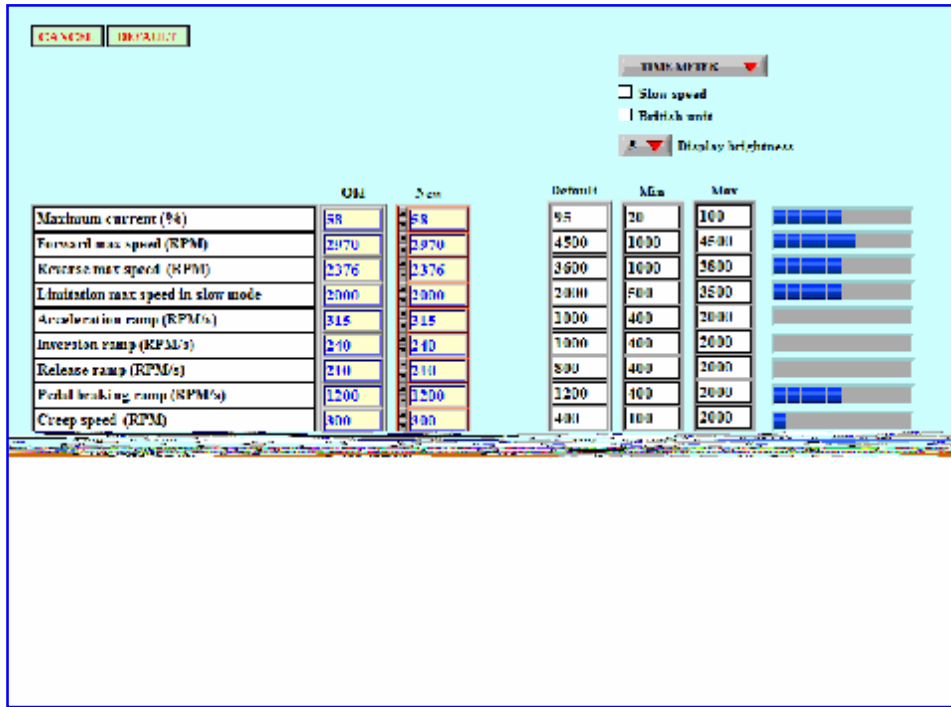 CANCEL DEFAULT
TIME METER
Slow speed
British unit
Display brightness
Old New Default Min Max
Maximum current (%) 58 58 95 20 100
Forward max speed (RPM) 2970 2970 4500 1000 4500
Reverse max speed (RPM) 2376 2376 3600 1000 3600
Limitation max speed in slow mode 2000 2000 2000 500 3500
Acceleration ramp (RPM/s) 315 315 1000 400 2000
Inversion ramp (RPM/s) 240 240 1000 400 2000
Release ramp (RPM/s) 800 400 2000
Pedal braking ramp (RPM/s) 1200 1200 1200 400 2000
Creep speed (RPM) 300 300 400 100 2000